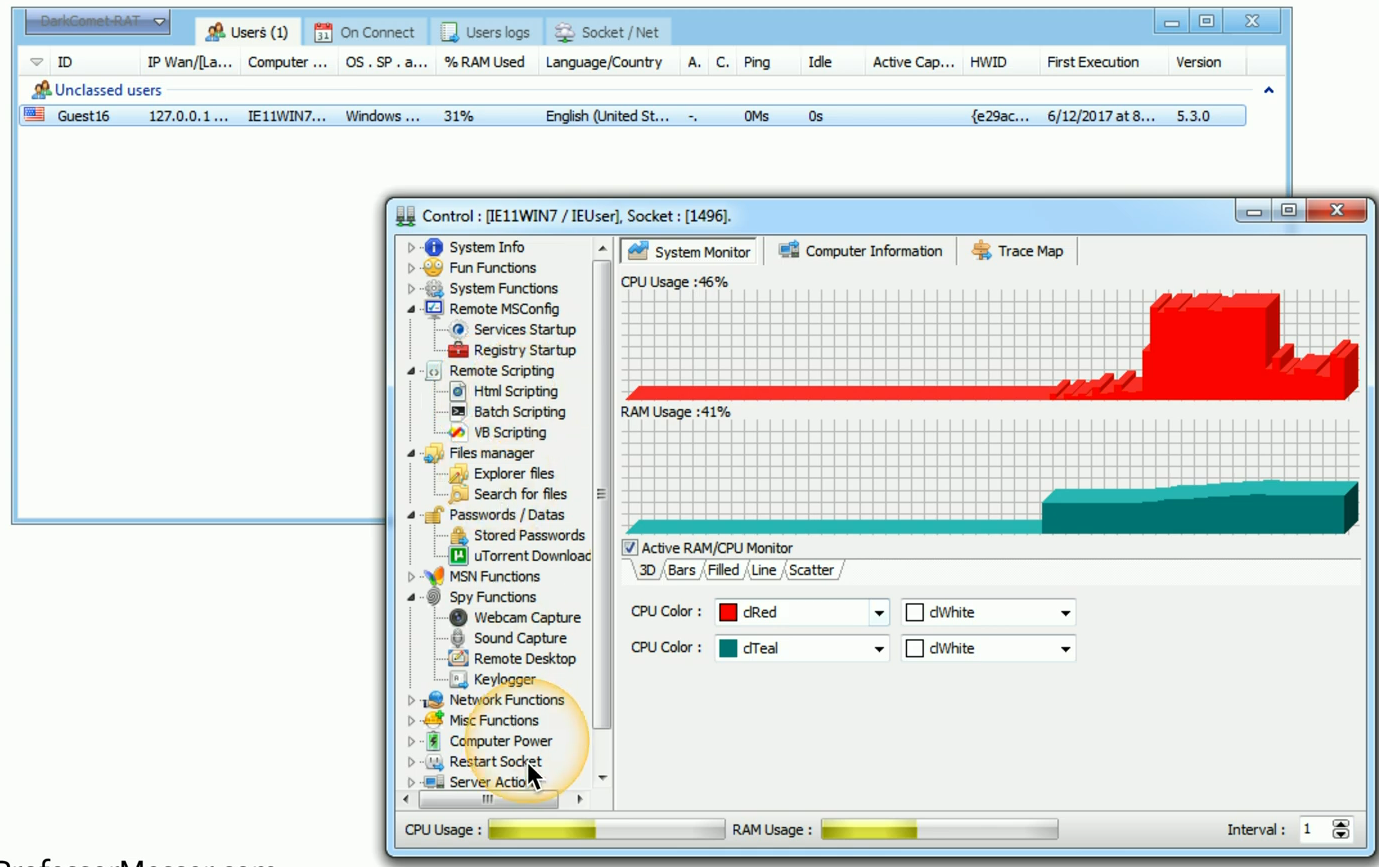 DarkComet-RAT
Users (1) On Connect Users logs Socket / Net
ID IP Wan/[La... Computer ... OS . SP . a... % RAM Used Language/Country A. C. Ping Idle Active Cap... HWID First Execution Version
Unclassed users
Guest16 127.0.0.1 ... IE11WIN7... Windows ... 31% English (United St... -. 0Ms 0s {e29ac... 6/12/2017 at 8... 5.3.0
Control : [IE11WIN7 / IEUser], Socket : [1496].
System Info
Fun Functions
System Functions
Remote MSConfig
Services Startup
Registry Startup
Remote Scripting
Html Scripting
Batch Scripting
VB Scripting
Files manager
Explorer files
Search for files
Passwords / Datas
Stored Passwords
uTorrent Download
MSN Functions
Spy Functions
Webcam Capture
Sound Capture
Remote Desktop
Keylogger
Network Functions
Misc Functions
Computer Power
Restart Socket
Server Action
System Monitor Computer Information Trace Map
CPU Usage :46%
RAM Usage :41%
Active RAM/CPU Monitor
3D Bars Filled Line Scatter
CPU Color : clRed clWhite
CPU Color : clTeal clWhite
CPU Usage : RAM Usage : Interval : 1